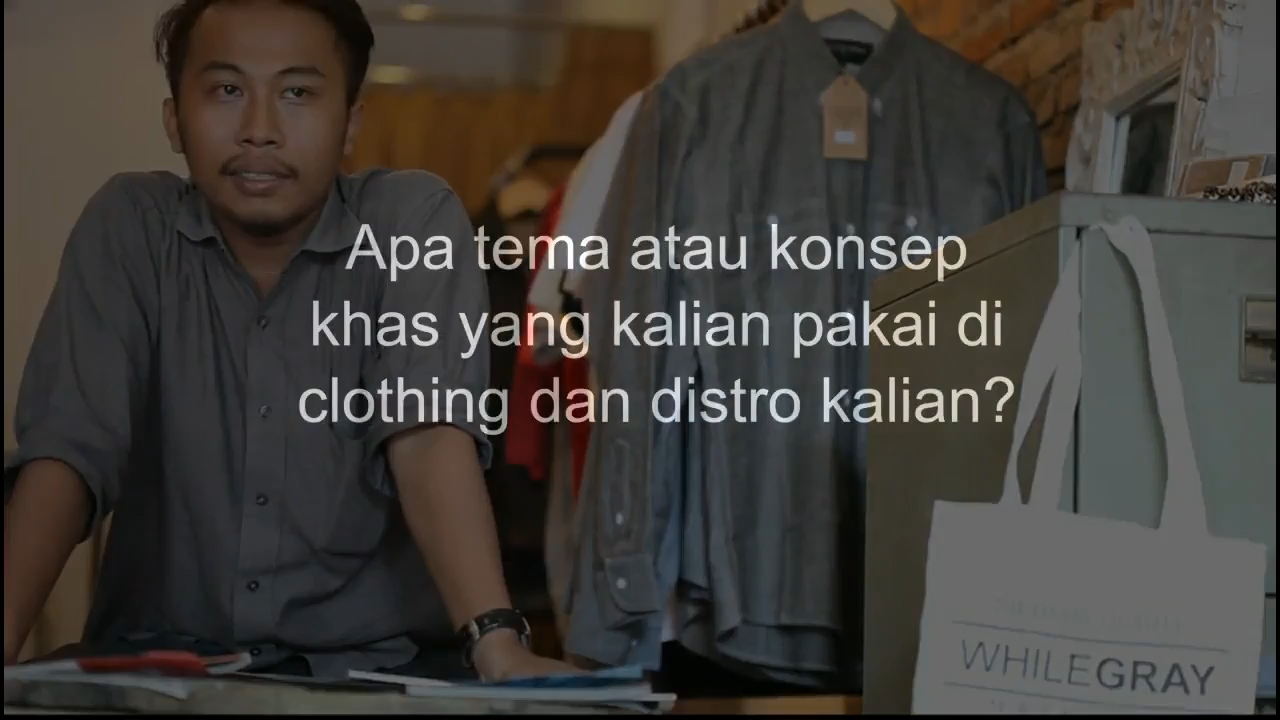 Apa tema atau konsep
khas yang kalian pakai di
clothing dan distro kalian?
WHILEGRAY